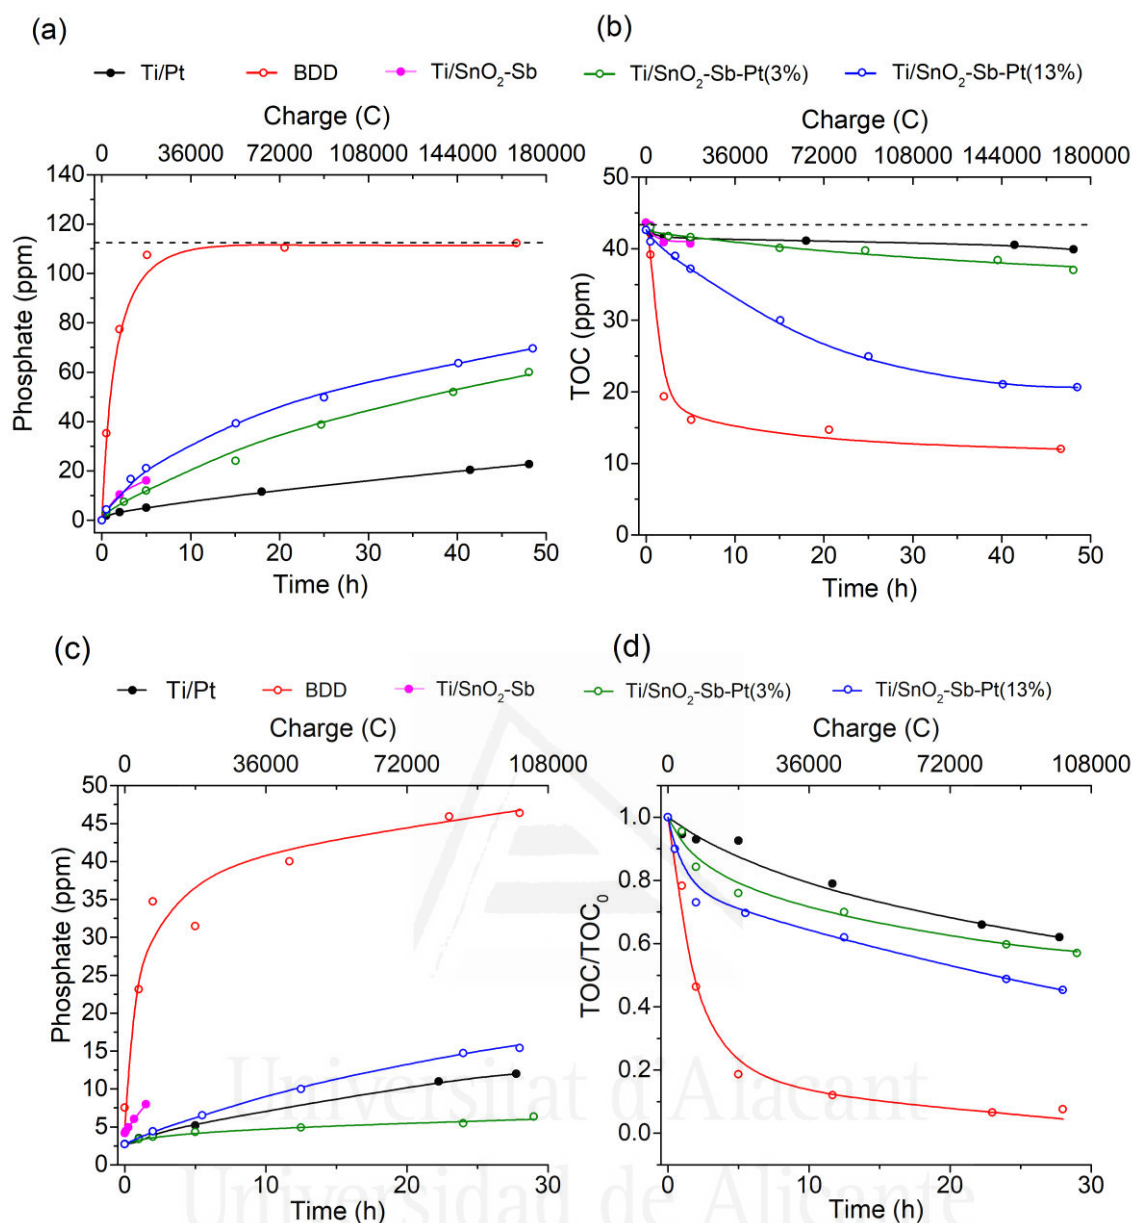 (a)
Ti/Pt BDD Ti/SnO₂-Sb Ti/SnO₂-Sb-Pt(3%) Ti/SnO₂-Sb-Pt(13%)
Charge (C)
0 36000 72000 108000 144000 180000
140
120
100
80
60
40
20
0
Phosphate (ppm)
0 10 20 30 40 50
Time (h)
(b)
Charge (C)
0 36000 72000 108000 144000 180000
50
40
30
20
10
0
TOC (ppm)
0 10 20 30 40 50
Time (h)
(c)
Ti/Pt BDD Ti/SnO₂-Sb Ti/SnO₂-Sb-Pt(3%) Ti/SnO₂-Sb-Pt(13%)
Charge (C)
0 36000 72000 108000
50
45
40
35
30
25
20
15
10
5
0
Phosphate (ppm)
0 10 20 30
Time (h)
(d)
Charge (C)
0 36000 72000 108000
1.0
0.8
0.6
0.4
0.2
0.0
TOC/TOC₀
0 10 20 30
Time (h)
Universitat d'Alacant
Universidad de Alicante